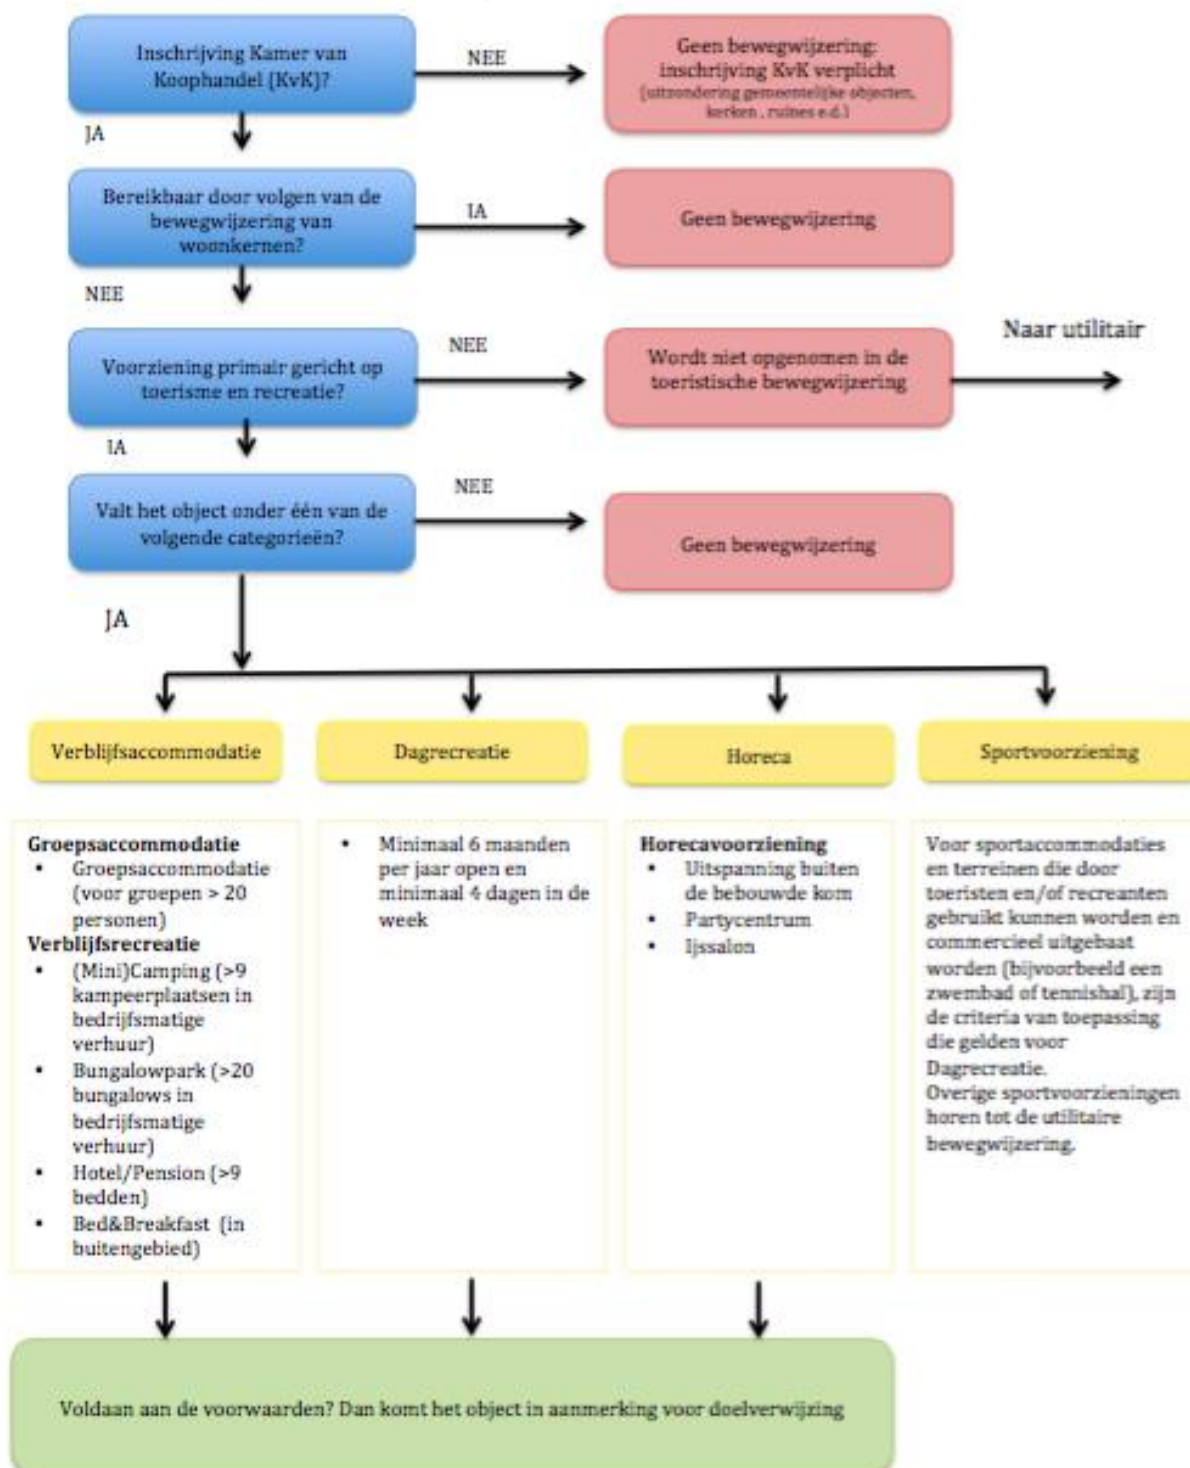 Inschrijving Kamer van
Koophandel (KvK)?
NEE
Geen bewegwijzering:
inschrijving KvK verplicht
(uitzondering gemeentelijke objecten,
kerken , ruines e.d.)
JA
Bereikbaar door volgen van de
bewegwijzering van
woonkernen?
JA
Geen bewegwijzering
NEE
Voorziening primair gericht op
toerisme en recreatie?
NEE
Wordt niet opgenomen in de
toeristische bewegwijzering
Naar utilitair
JA
Valt het object onder één van de
volgende categorieën?
NEE
Geen bewegwijzering
JA
Verblijfsaccommodatie
Dagrecreatie
Horeca
Sportvoorziening
Groepsaccommodatie
• Groepsaccommodatie
(voor groepen > 20
personen)
Verblijfsrecreatie
• (Mini)Camping (>9
kampeerplaatsen in
bedrijfsmatige
verhuur)
• Bungalowpark (>20
bungalows in
bedrijfsmatige
verhuur)
• Hotel/Pension (>9
bedden)
• Bed&Breakfast (in
buitengebied)
• Minimaal 6 maanden
per jaar open en
minimaal 4 dagen in de
week
Horecavoorziening
• Uitspanning buiten
de bebouwde kom
• Partycentrum
• Ijssalon
Voor sportaccommodaties
en terreinen die door
toeristen en/of recreanten
gebruikt kunnen worden en
commercieel uitgebaat
worden (bijvoorbeeld een
zwembad of tennishal), zijn
de criteria van toepassing
die gelden voor
Dagrecreatie.
Overige sportvoorzieningen
horen tot de utilitaire
bewegwijzering.
Voldaan aan de voorwaarden? Dan komt het object in aanmerking voor doelverwijzing